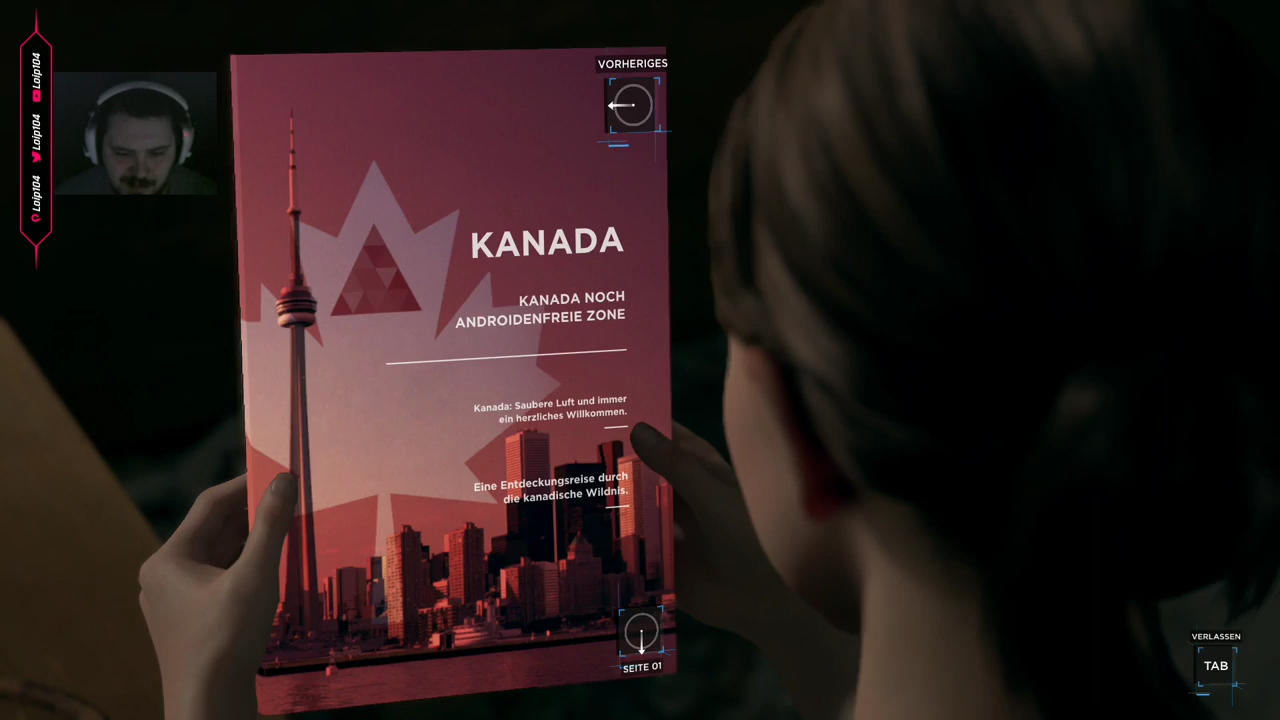 Loip104
Loip104
Loip104
VORHERIGES
KANADA
KANADA NOCH
ANDROIDENFREIE ZONE
Kanada: Saubere Luft und immer
ein herzliches Willkommen.
Eine Entdeckungsreise durch
die kanadische Wildnis.
SEITE 01
VERLASSEN
TAB